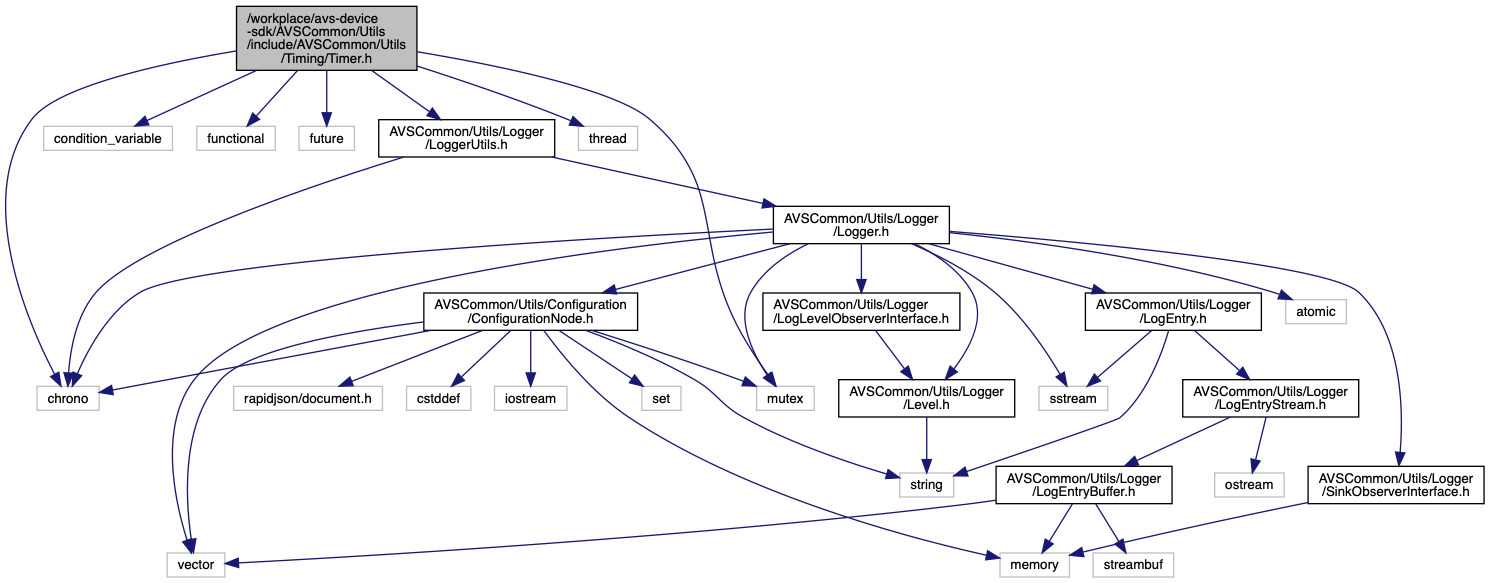 /workplace/avs-device
-sdk/AVSCommon/Utils
/include/AVSCommon/Utils
/Timing/Timer.h
condition_variable
functional
future
AVSCommon/Utils/Logger
/LoggerUtils.h
thread
AVSCommon/Utils/Logger
/Logger.h
AVSCommon/Utils/Configuration
/ConfigurationNode.h
AVSCommon/Utils/Logger
/LogLevelObserverInterface.h
AVSCommon/Utils/Logger
/LogEntry.h
atomic
chrono
rapidjson/document.h
cstddef
iostream
set
mutex
AVSCommon/Utils/Logger
/Level.h
sstream
AVSCommon/Utils/Logger
/LogEntryStream.h
string
AVSCommon/Utils/Logger
/LogEntryBuffer.h
ostream
AVSCommon/Utils/Logger
/SinkObserverInterface.h
vector
memory
streambuf